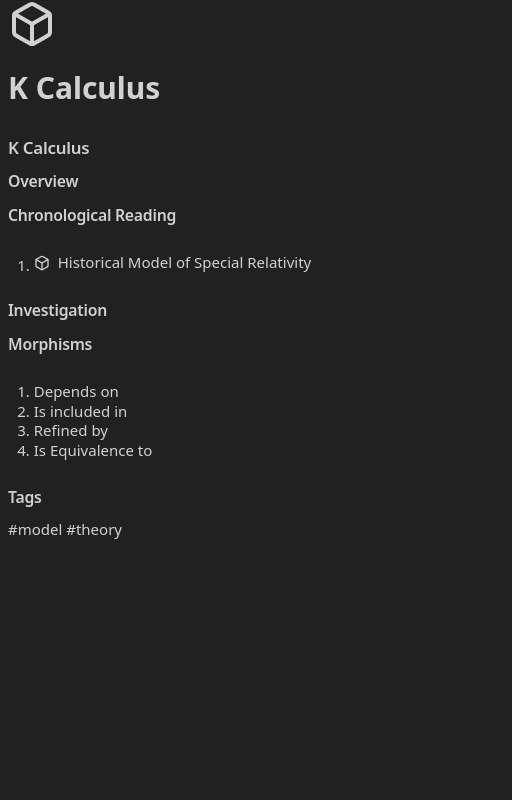 K Calculus
K Calculus
Overview
Chronological Reading
1. Historical Model of Special Relativity
Investigation
Morphisms
1. Depends on
2. Is included in
3. Refined by
4. Is Equivalence to
Tags
#model #theory